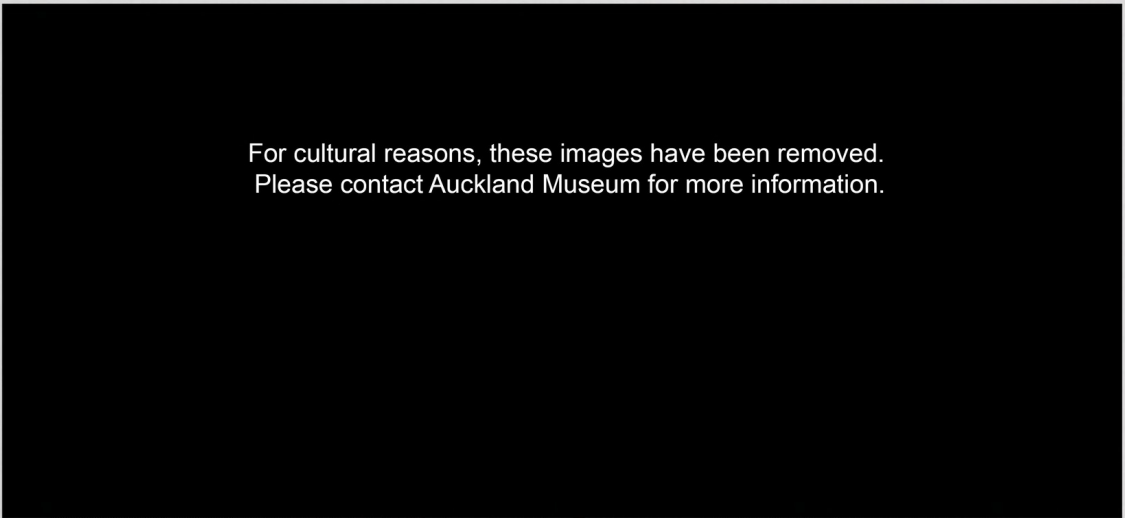 For cultural reasons, these images have been removed.
Please contact Auckland Museum for more information.